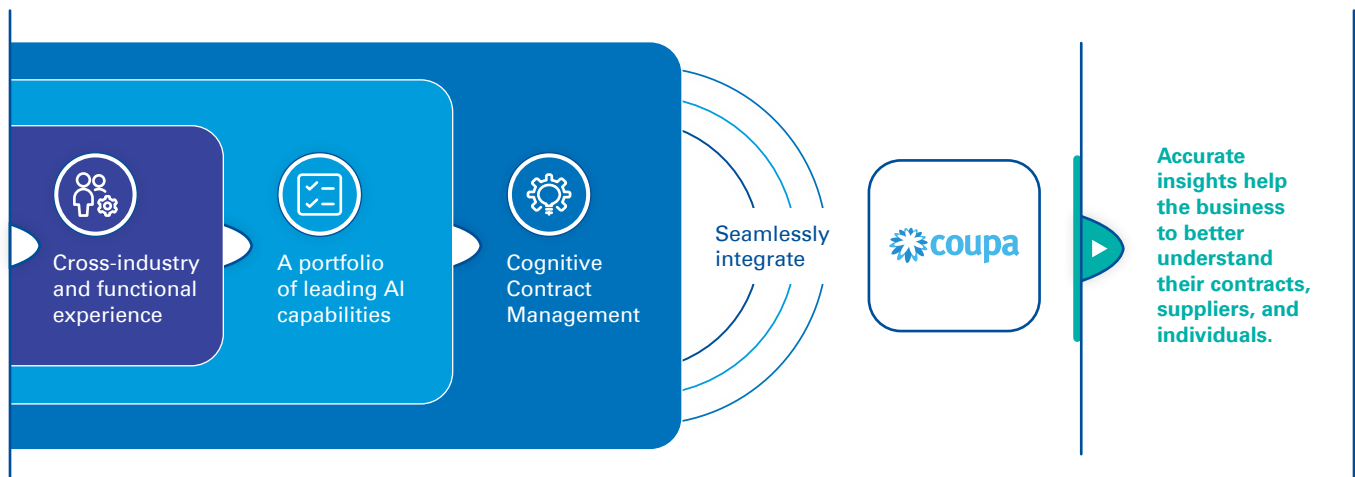 Cross-industry
and functional
experience
A portfolio
of leading AI
capabilities
Cognitive
Contract
Management
Seamlessly
integrate
coupa
Accurate
insights help
the business
to better
understand
their contracts,
suppliers, and
individuals.